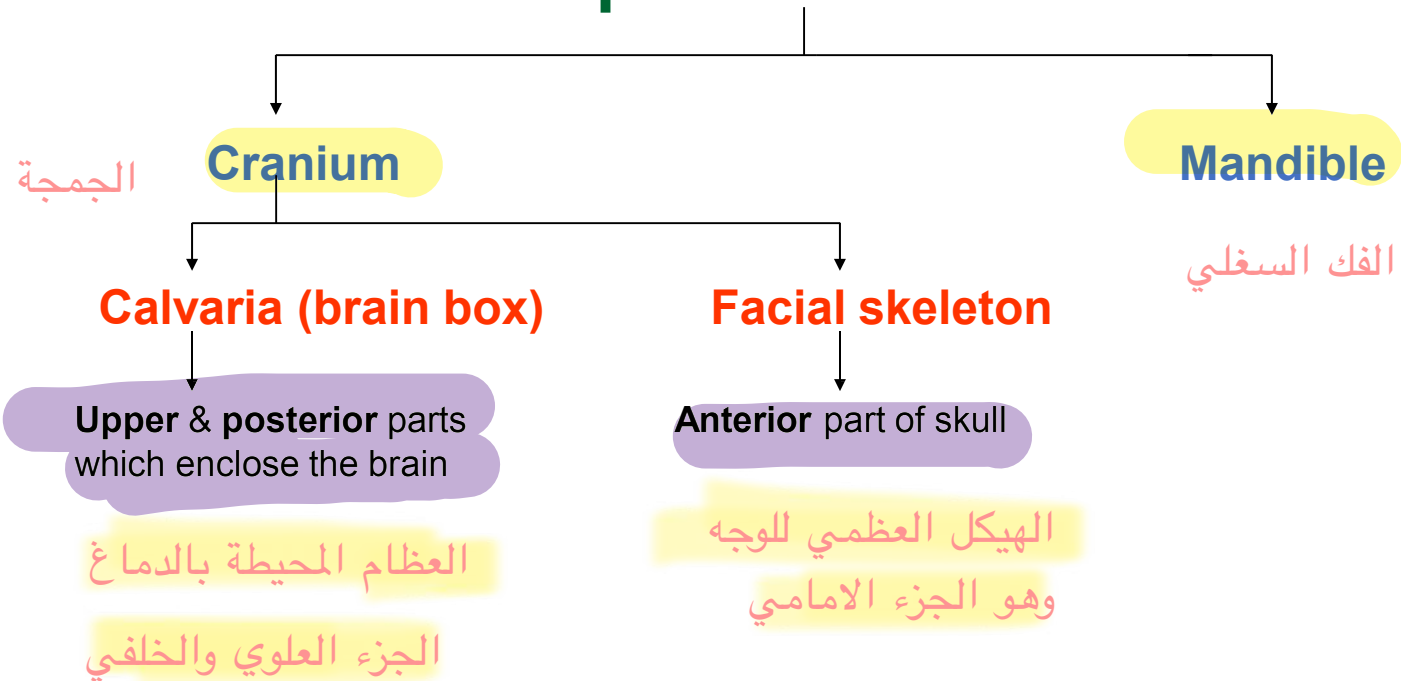 Cranium
Mandible
الجمجة
الفك السغلي
Calvaria (brain box)
Facial skeleton
Upper & posterior parts
which enclose the brain
Anterior part of skull
العظام المحيطة بالدماغ
الجزء العلوي والخلفي
الهيكل العظمي للوجه
وهو الجزء الامامي